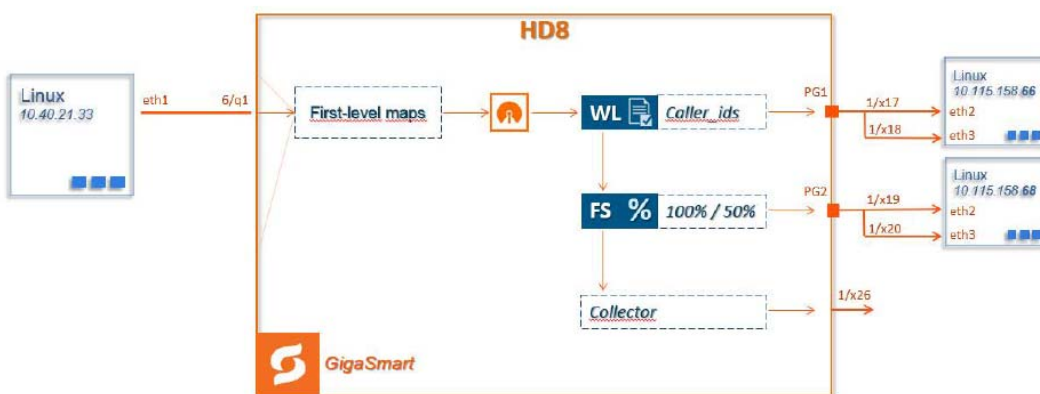 HD8
Linux
10.40.21.33
eth1
6/q1
First-level maps
WL
Caller_ids
PG1
1/x17
1/x18
Linux
10.115.158.66
eth2
eth3
FS %
100% / 50%
PG2
1/x19
1/x20
Linux
10.115.158.68
eth2
eth3
Collector
1/x26
GigaSmart